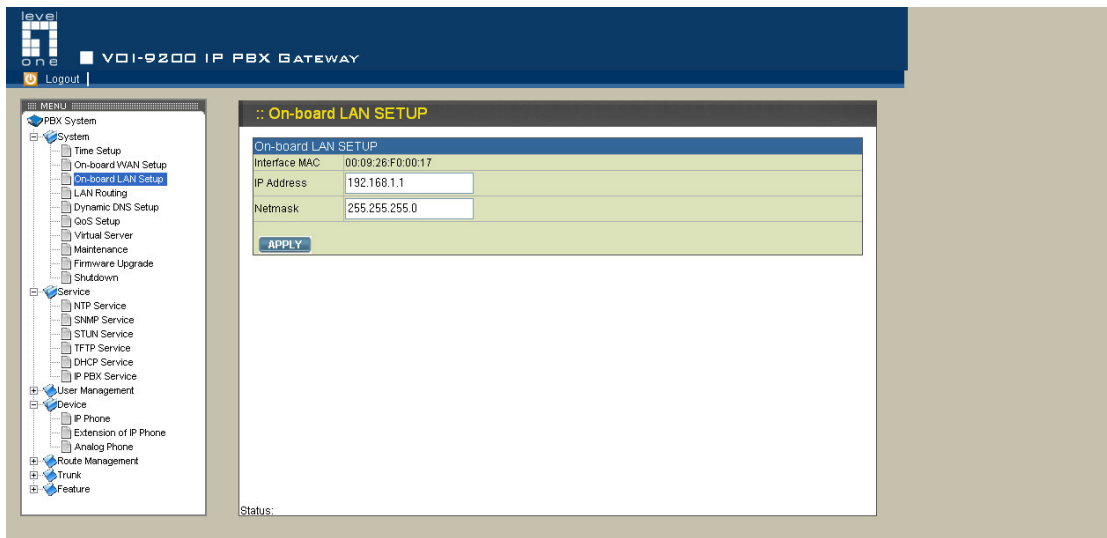 level
one
VOI-9200 IP PBX GATEWAY
Logout
MENU
PBX System
System
Time Setup
On-board WAN Setup
On-board LAN Setup
LAN Routing
Dynamic DNS Setup
QoS Setup
Virtual Server
Maintenance
Firmware Upgrade
Shutdown
Service
NTP Service
SNMP Service
STUN Service
TFTP Service
DHCP Service
IP PBX Service
User Management
Device
IP Phone
Extension of IP Phone
Analog Phone
Route Management
Trunk
Feature
:: On-board LAN SETUP
On-board LAN SETUP
Interface MAC 00:09:26:F0:00:17
IP Address 192.168.1.1
Netmask 255.255.255.0
APPLY
Status: